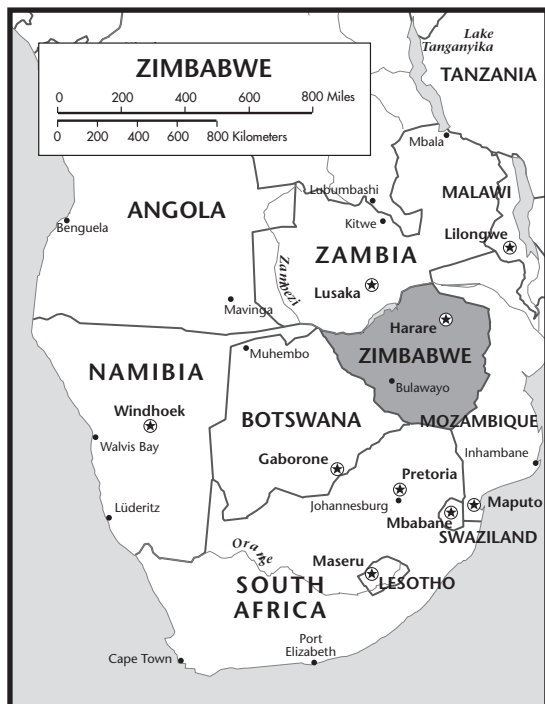 ZIMBABWE
0 200 400 600 800 Miles
0 200 400 600 800 Kilometers
Lake
Tanganyika
TANZANIA
Mbala
MALAWI
Lubumbashi
ANGOLA
Benguela
Kitwe
Lilongwe
ZAMBIA
Zambezi
Lusaka
Mavinga
Harare
ZIMBABWE
Muhembo
NAMIBIA
Bulawayo
Windhoek
BOTSWANA
MOZAMBIQUE
Walvis Bay
Inhambane
Gaborone
Pretoria
Johannesburg
Maputo
Lüderitz
Mbabane
SWAZILAND
Orange
Maseru
LESOTHO
SOUTH
AFRICA
Port
Elizabeth
Cape Town